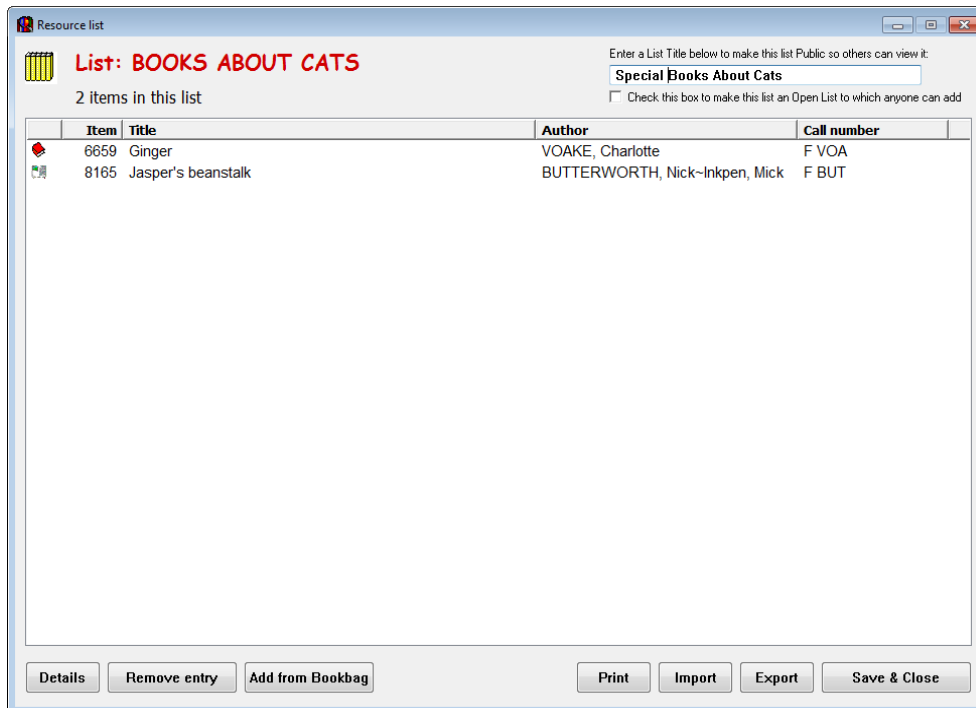 Resource list
List: BOOKS ABOUT CATS
2 items in this list
Enter a List Title below to make this list Public so others can view it:
Special Books About Cats
Check this box to make this list an Open List to which anyone can add
Item Title Author Call number
6659 Ginger VOAKE, Charlotte F VOA
8165 Jasper's beanstalk BUTTERWORTH, Nick~Inkpen, Mick F BUT
Details Remove entry Add from Bookbag Print Import Export Save & Close